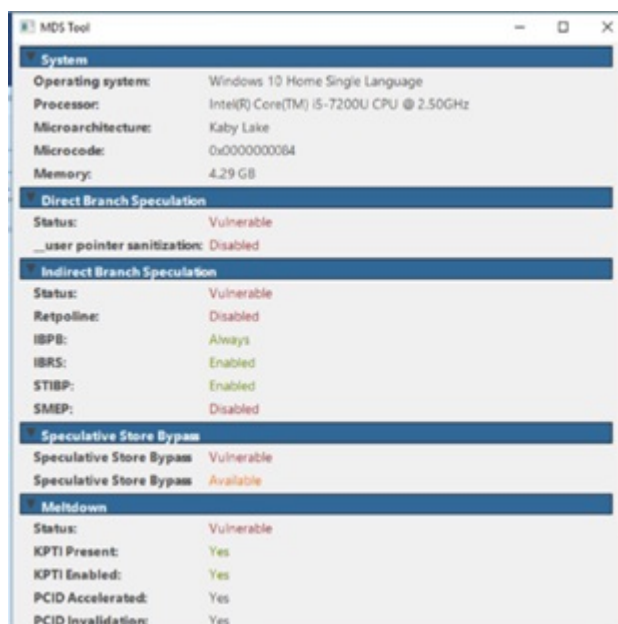 MDS Tool
System
Operating system: Windows 10 Home Single Language
Processor: Intel(R) Core(TM) i5-7200U CPU @ 2.50GHz
Microarchitecture: Kaby Lake
Microcode: 0x0000000084
Memory: 4.29 GB
Direct Branch Speculation
Status: Vulnerable
__user pointer sanitization: Disabled
Indirect Branch Speculation
Status: Vulnerable
Retpoline: Disabled
IBPB: Always
IBRS: Enabled
STIBP: Enabled
SMEP: Disabled
Speculative Store Bypass
Speculative Store Bypass Vulnerable
Speculative Store Bypass Available
Meltdown
Status: Vulnerable
KPTI Present: Yes
KPTI Enabled: Yes
PCID Accelerated: Yes
PCID Invalidation: Yes